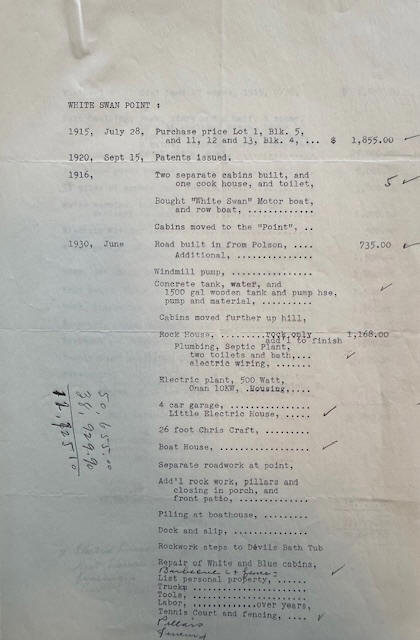 WHITE SWAN POINT :
1915, July 28, Purchase price Lot 1, Blk. 5,
and 11, 12 and 13, Blk. 4, ... $ 1,855.00 ✓
1920, Sept 15, Patents issued.
1916, Two separate cabins built, and
one cook house, and toilet, 5 ✓
Bought "White Swan" Motor boat,
and row boat, .............
Cabins moved to the "Point", ..
1930, June Road built in from Polson, .... 735.00 ✓
Additional, ..............
Windmill pump, ............
Concrete tank, water, and
1500 gal wooden tank and pump hse, ✓
pump and material, ..........
Cabins moved further up hill,
Rock House, .........rock only 1,168.00
add'l to finish
Plumbing, Septic Plant,
two toilets and bath,... ✓
electric wiring, .......
Electric plant, 500 Watt,
Onan 10KW, .Housing....
4 car garage, ...............
Little Electric House, ..... ✓
26 foot Chris Craft, ..........
Boat House, ................. ✓
Separate roadwork at point,
Add'l rock work, pillars and
closing in porch, and
front patio, .............
Piling at boathouse, ..........
Dock and slip, ..............
Rockwork steps to Devils Bath Tub
Repair of White and Blue cabins, ✓
List personal property, ......
Trucks ......................
Tools, ......................
Labor, .............over years,
Tennis Court and fencing, .... ✓
Pillars
50,655.00